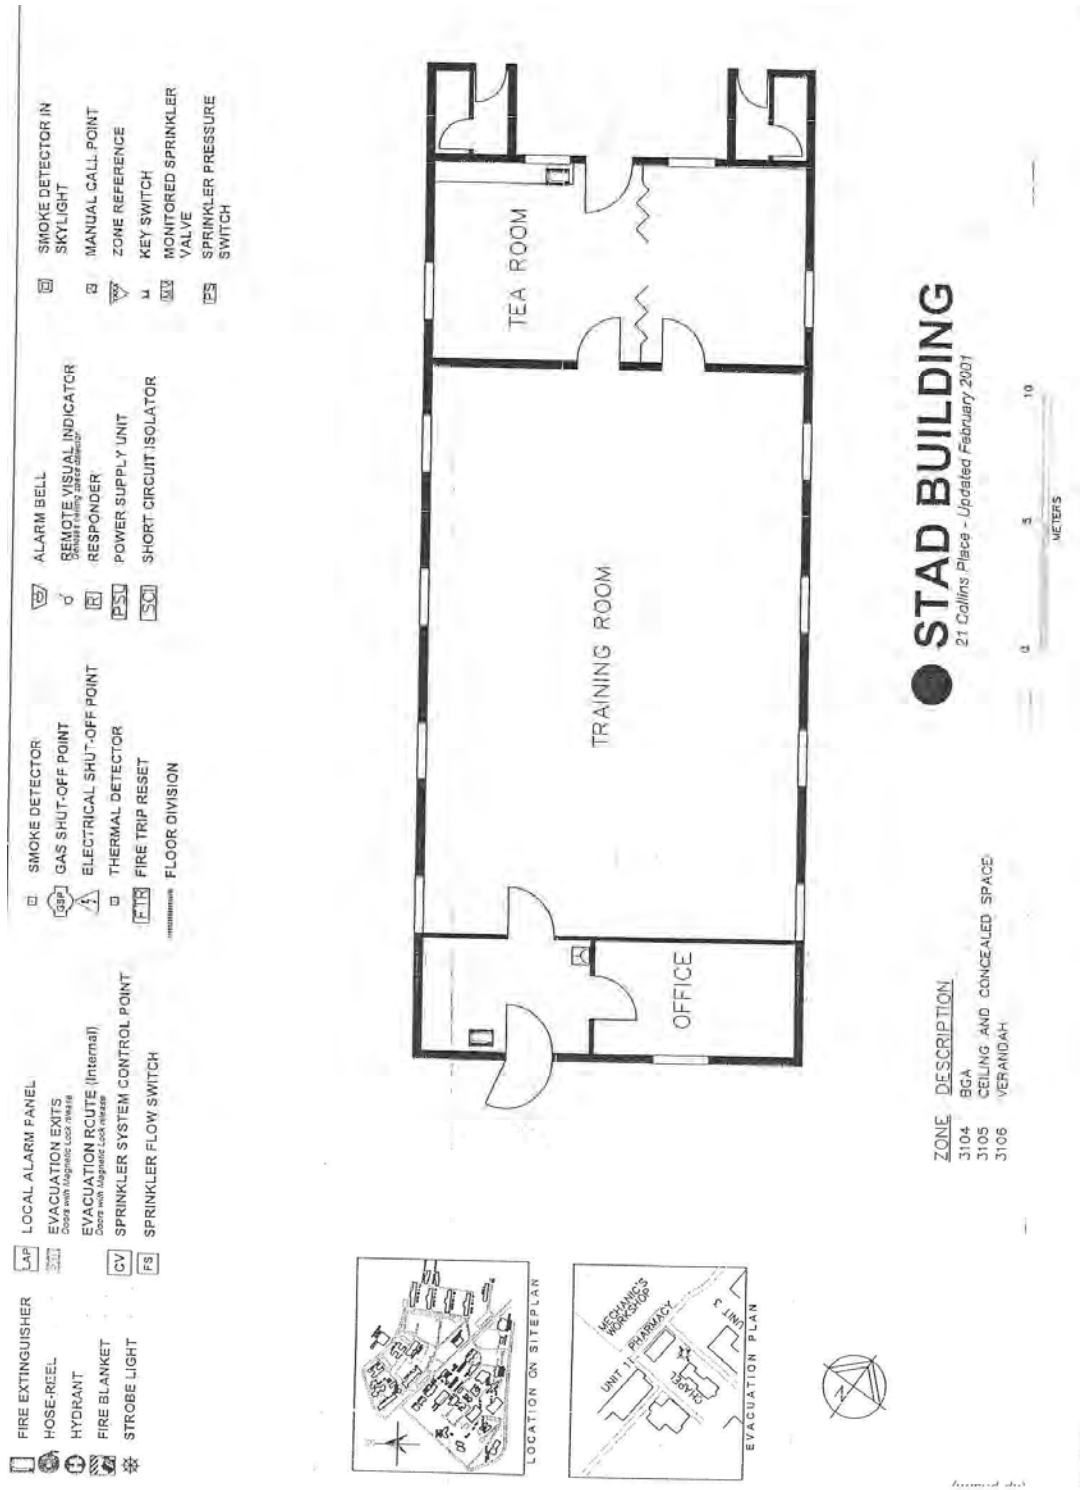 FIRE EXTINGUISHER
HOSE-REEL
HYDRANT
FIRE BLANKET
STROBE LIGHT
LAP LOCAL ALARM PANEL
EVACUATION EXITS
Doors with Magnetic Lock release
EVACUATION ROUTE (Internal)
Doors with Magnetic Lock release
CV SPRINKLER SYSTEM CONTROL POINT
FS SPRINKLER FLOW SWITCH
SMOKE DETECTOR
GSP GAS SHUT-OFF POINT
ELECTRICAL SHUT-OFF POINT
THERMAL DETECTOR
FTR FIRE TRIP RESET
FLOOR DIVISION
ALARM BELL
REMOTE VISUAL INDICATOR
Denotes ceiling space detector
R RESPONDER
PSU POWER SUPPLY UNIT
SCI SHORT CIRCUIT ISOLATOR
SMOKE DETECTOR IN
SKYLIGHT
MANUAL CALL POINT
ZONE REFERENCE
KEY SWITCH
MV MONITORED SPRINKLER
VALVE
PS SPRINKLER PRESSURE
SWITCH
TEA ROOM
TRAINING ROOM
OFFICE
LOCATION ON SITEPLAN
MECHANIC'S
WORKSHOP
PHARMACY
UNIT 11
UNIT 3
CHAPEL
EVACUATION PLAN
N
ZONE DESCRIPTION
3104 BGA
3105 CEILING AND CONCEALED SPACE
3106 VERANDAH
STAD BUILDING
21 Collins Place - Updated February 2001
0 5 10
METERS